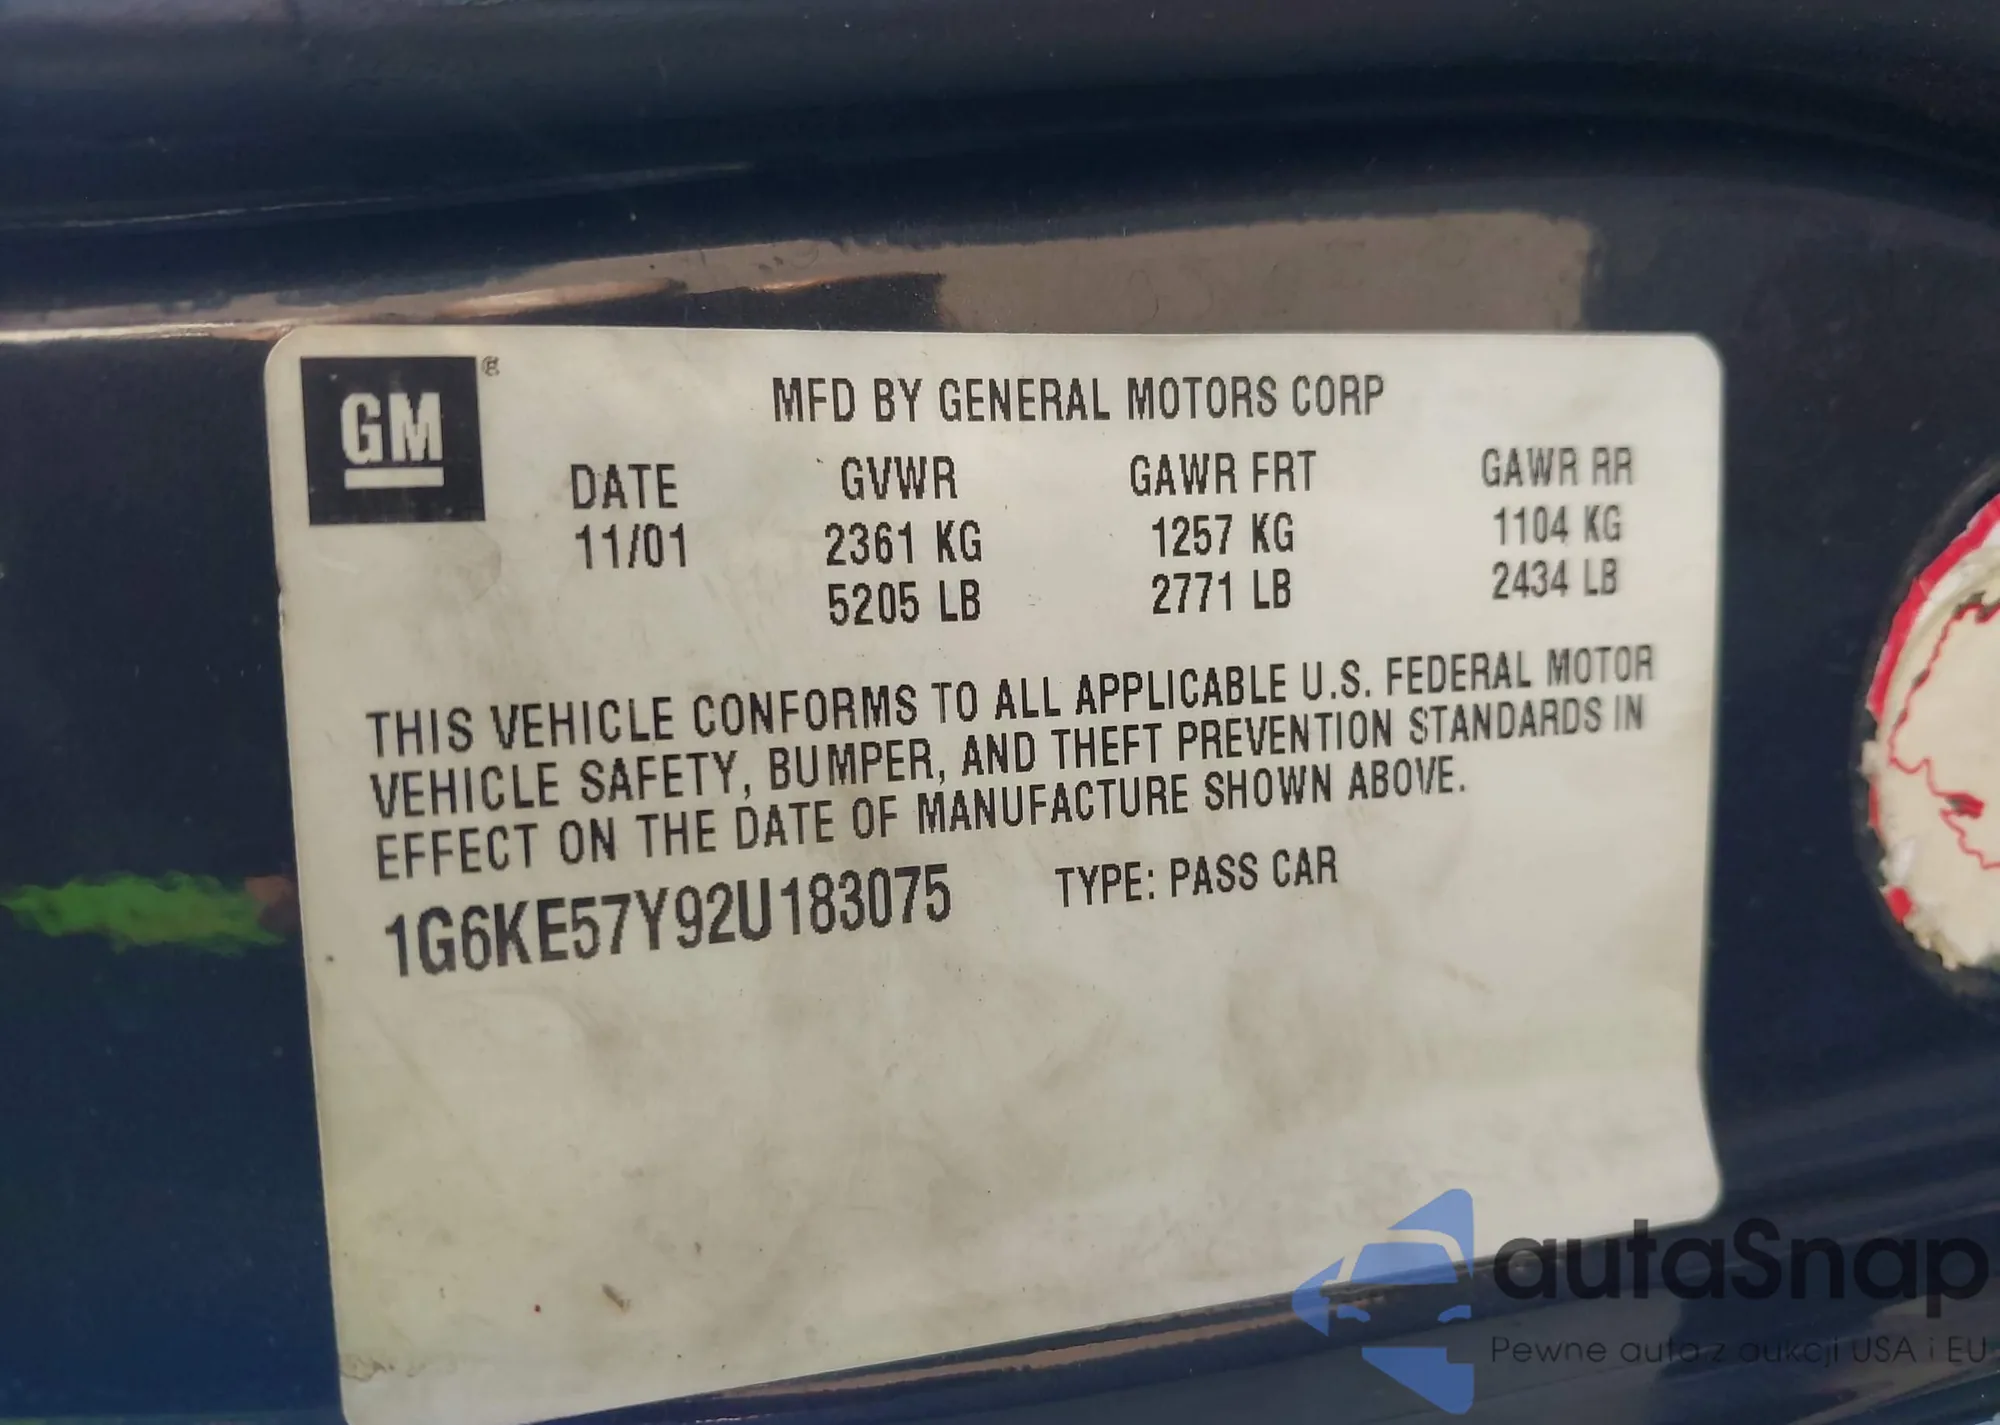 GM®
MFD BY GENERAL MOTORS CORP
DATE GVWR GAWR FRT GAWR RR
11/01 2361 KG 1257 KG 1104 KG
5205 LB 2771 LB 2434 LB
THIS VEHICLE CONFORMS TO ALL APPLICABLE U.S. FEDERAL MOTOR
VEHICLE SAFETY, BUMPER, AND THEFT PREVENTION STANDARDS IN
EFFECT ON THE DATE OF MANUFACTURE SHOWN ABOVE.
1G6KE57Y92U183075 TYPE: PASS CAR
autaSnap
Pewne auta z aukcji USA i EU